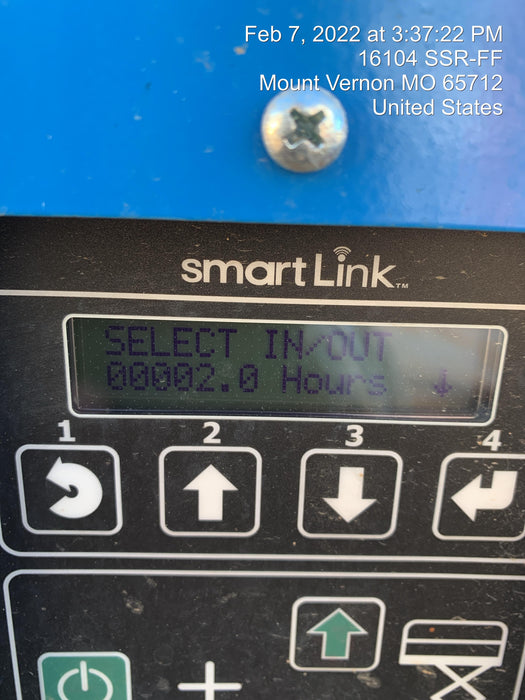 Feb 7, 2022 at 3:37:22 PM
16104 SSR-FF
Mount Vernon MO 65712
United States
smartLink™
SELECT IN/OUT
00002.0 Hours ↓
1 2 3 4